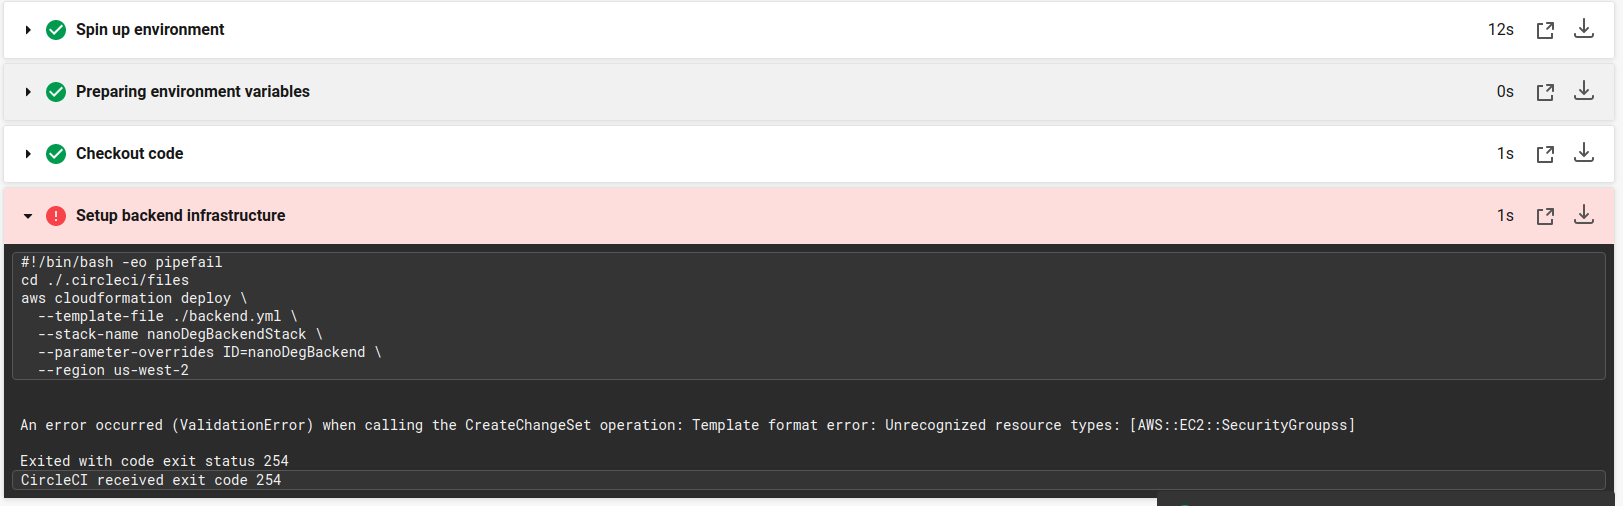 Spin up environment 12s
Preparing environment variables 0s
Checkout code 1s
Setup backend infrastructure 1s
#!/bin/bash -eo pipefail
cd ./.circleci/files
aws cloudformation deploy \
  --template-file ./backend.yml \
  --stack-name nanoDegBackendStack \
  --parameter-overrides ID=nanoDegBackend \
  --region us-west-2
An error occurred (ValidationError) when calling the CreateChangeSet operation: Template format error: Unrecognized resource types: [AWS::EC2::SecurityGroupss]
Exited with code exit status 254
CircleCI received exit code 254